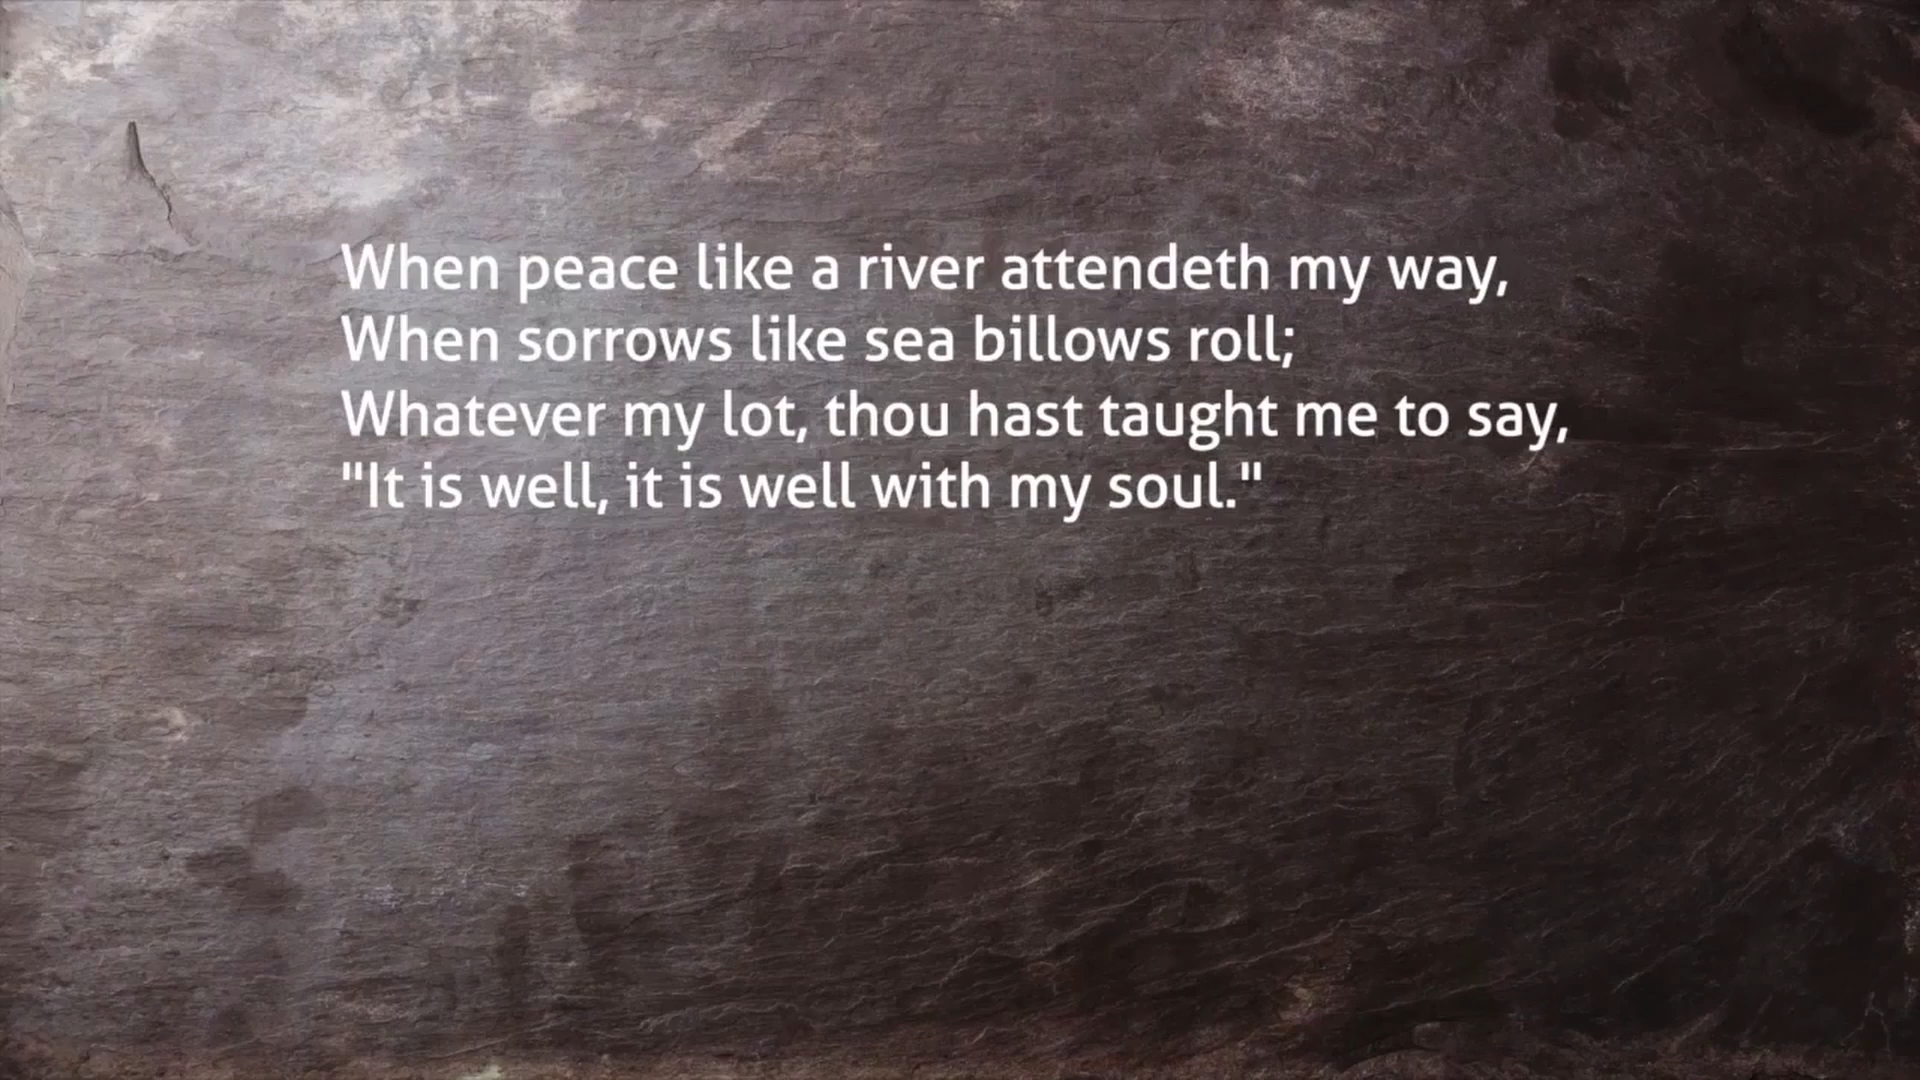 When peace like a river attendeth my way,
When sorrows like sea billows roll;
Whatever my lot, thou hast taught me to say,
"It is well, it is well with my soul."